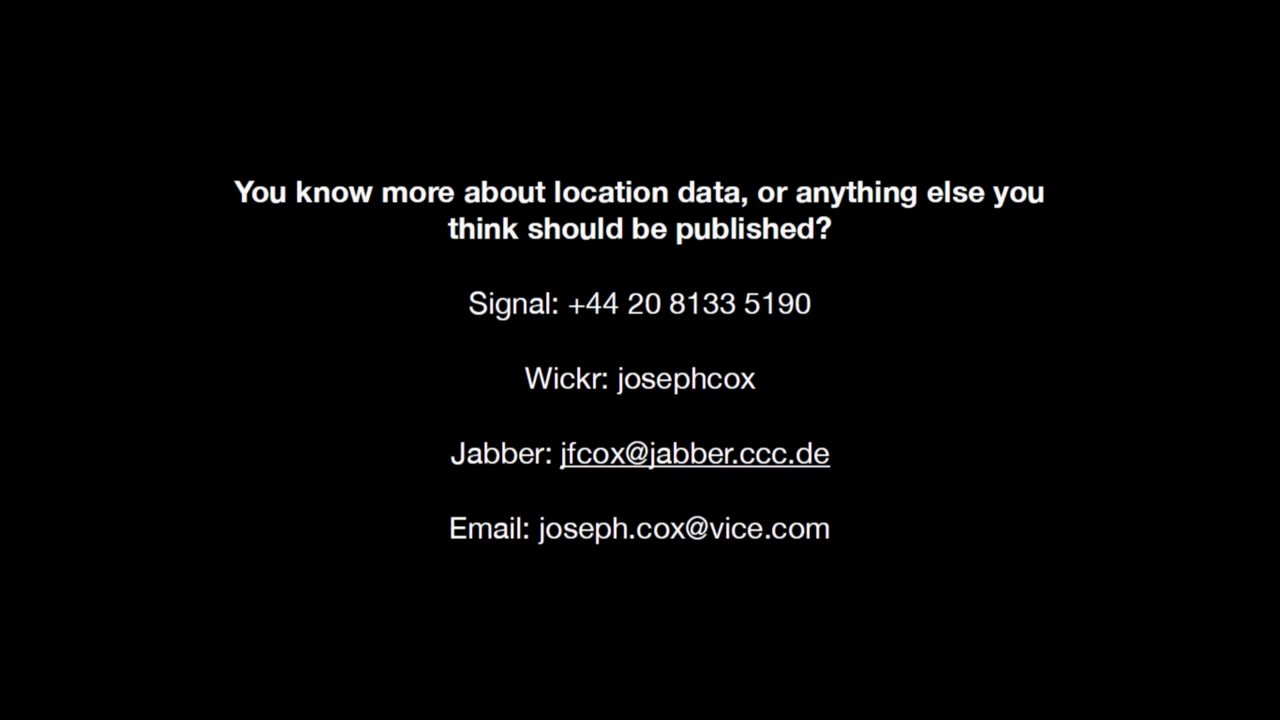 You know more about location data, or anything else you
think should be published?
Signal: +44 20 8133 5190
Wickr: josephcox
Jabber: jfcox@jabber.ccc.de
Email: joseph.cox@vice.com